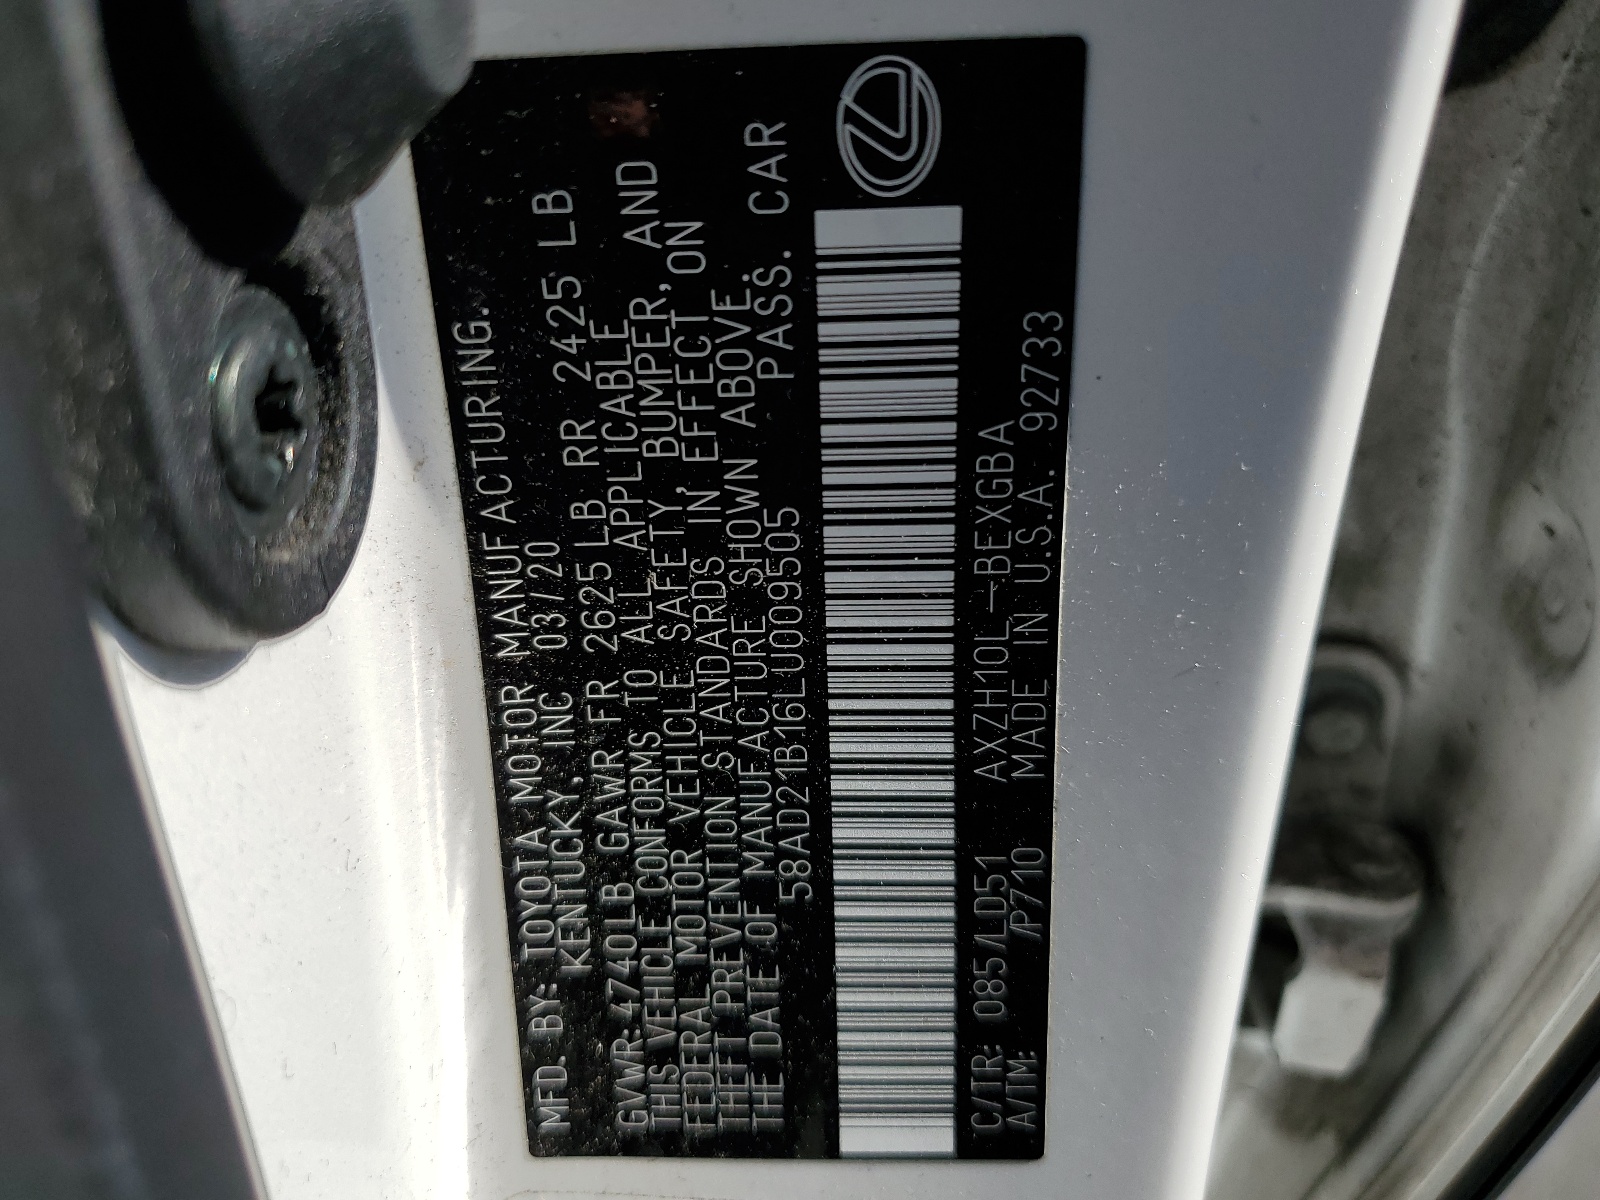 MFD. BY: TOYOTA MOTOR MANUFACTURING.
KENTUCKY. INC 03/20
GVWR:4740LB GAWR FR 2625 LB RR 2425 LB
THIS VEHICLE CONFORMS TO ALL APPLICABLE
FEDERAL MOTOR VEHICLE SAFETY, BUMPER, AND
THEFT PREVENTION STANDARDS IN EFFECT ON
THE DATE OF MANUFACTURE SHOWN ABOVE.
58AD21B16LU009505 PASS. CAR
C/TR: 085/LD51 AXZH10L-BEXGBA
A/TM: /P710 MADE IN U.S.A. 92733